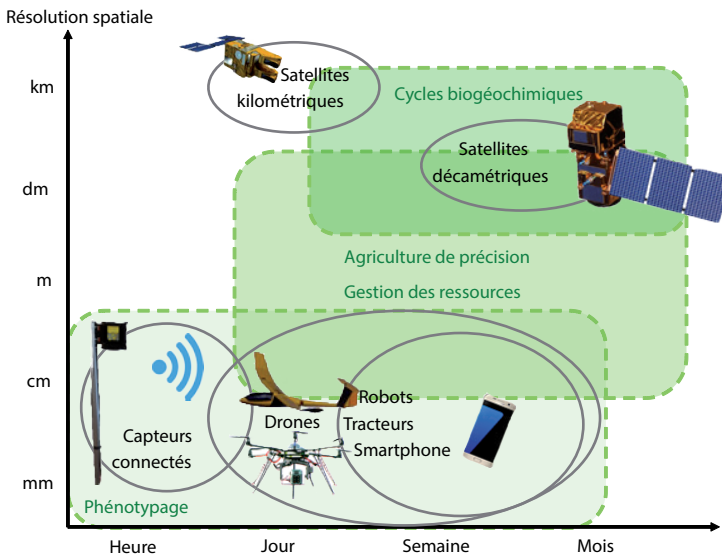 Résolution spatiale
km
Satellites
kilométriques
Cycles biogéochimiques
Satellites
décamétriques
dm
Agriculture de précision
m
Gestion des ressources
cm
Robots
Drones
Tracteurs
Capteurs
connectés
Smartphone
mm
Phénotypage
Heure
Jour
Semaine
Mois